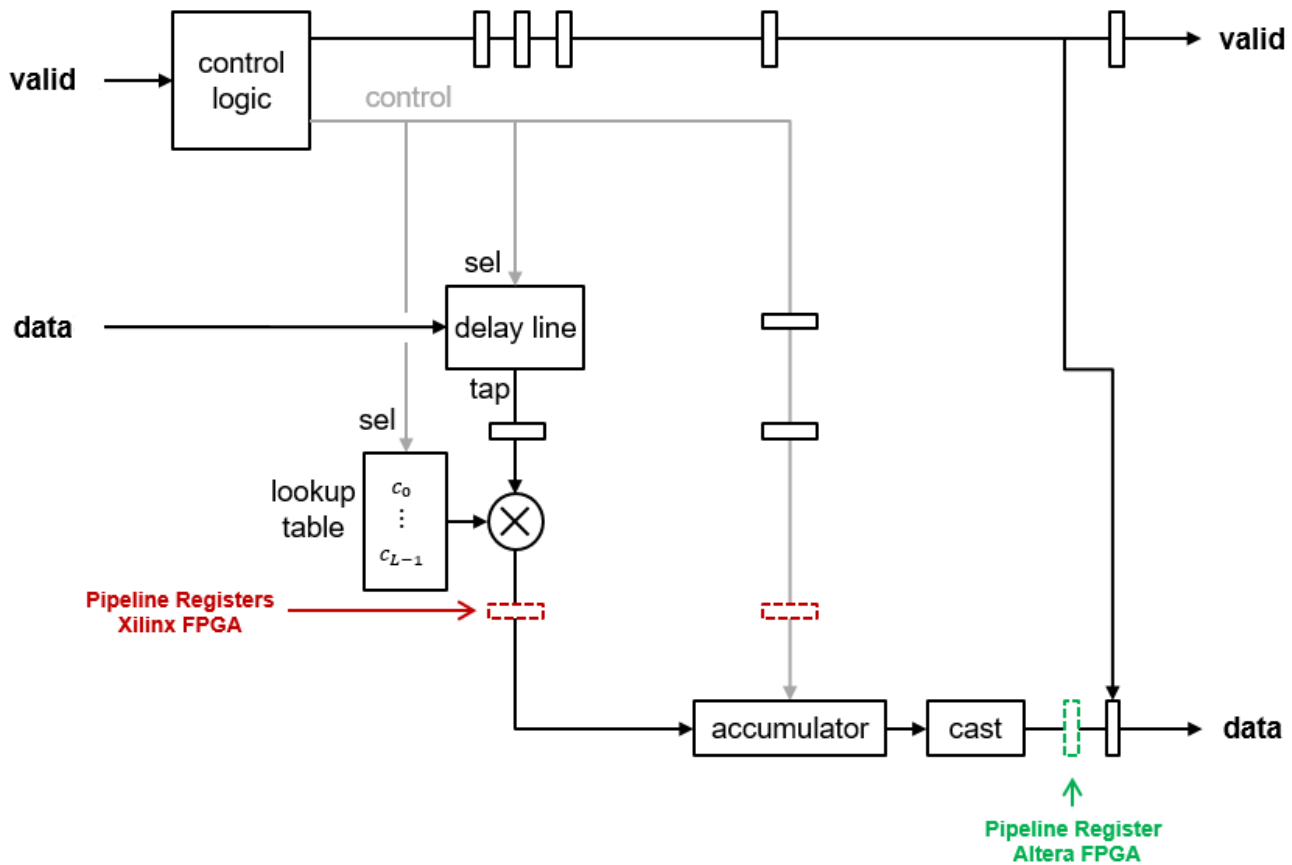 valid
control
logic
valid
control
sel
data
delay line
tap
sel
lookup
table
c₀
⋮
c_{L−1}
Pipeline Registers
Xilinx FPGA
accumulator
cast
data
Pipeline Register
Altera FPGA